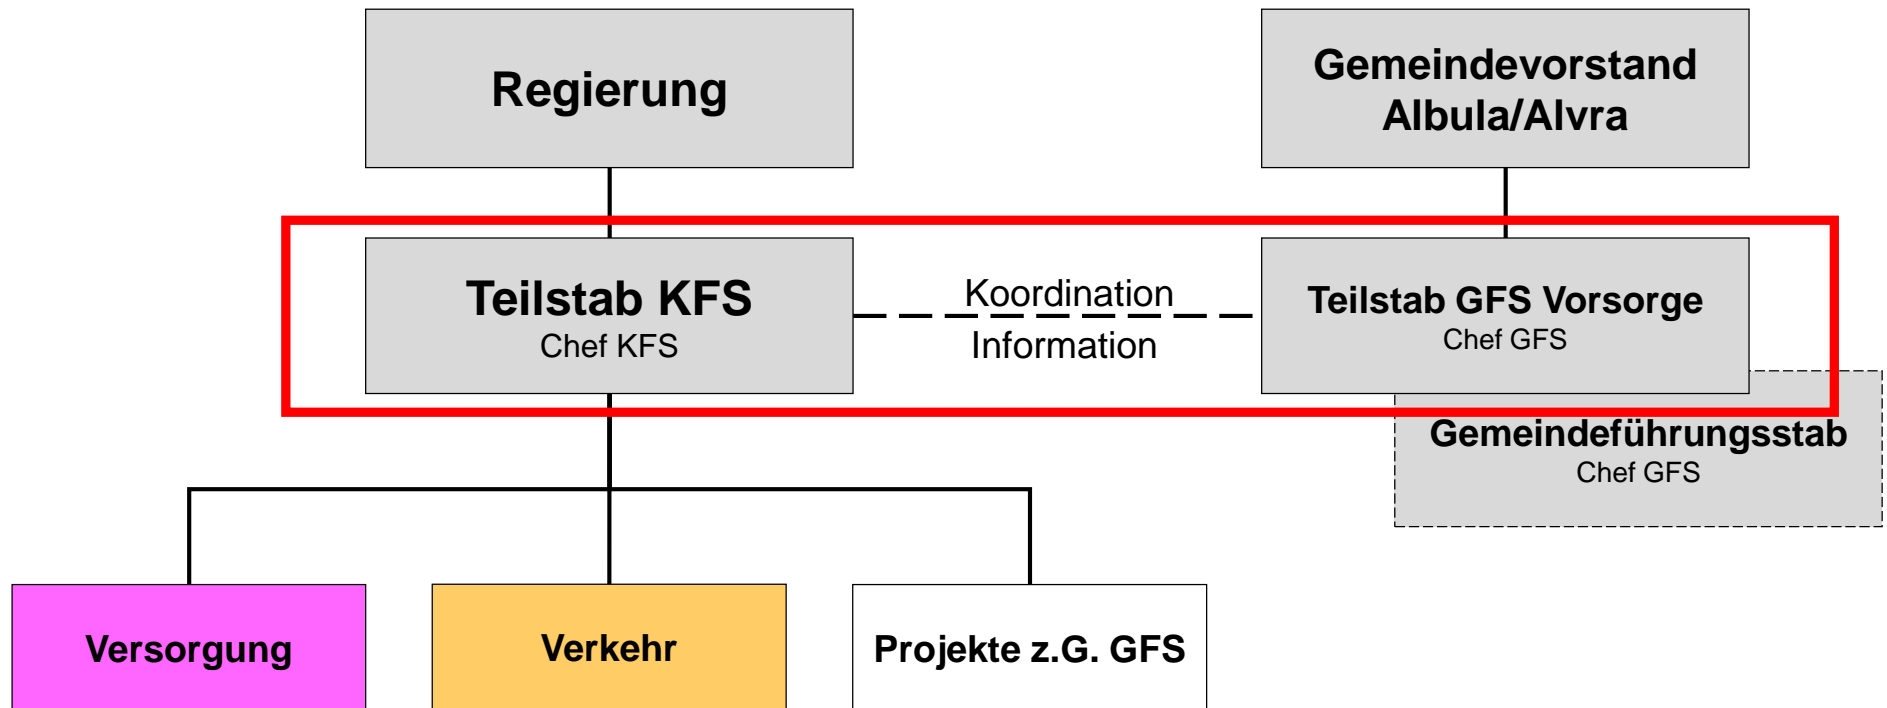 Regierung
Gemeindevorstand
Albula/Alvra
Teilstab KFS
Chef KFS
Koordination
Information
Teilstab GFS Vorsorge
Chef GFS
Gemeindeführungsstab
Chef GFS
Versorgung
Verkehr
Projekte z.G. GFS